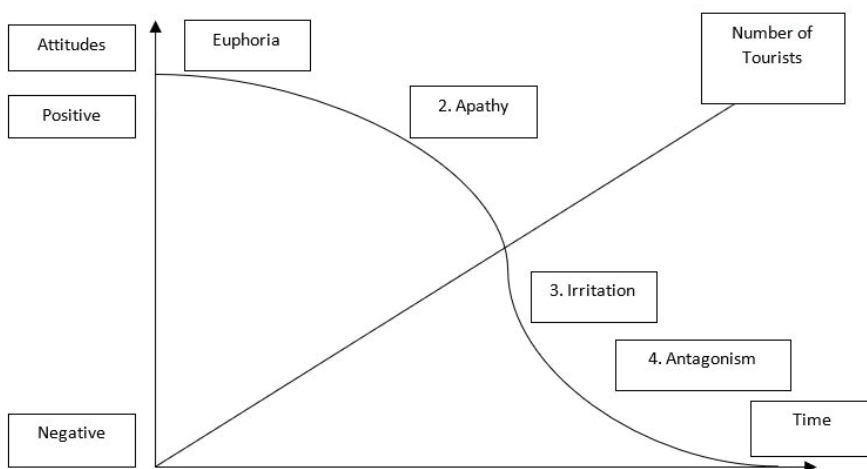 Attitudes
Euphoria
Number of
Tourists
Positive
2. Apathy
3. Irritation
4. Antagonism
Negative
Time